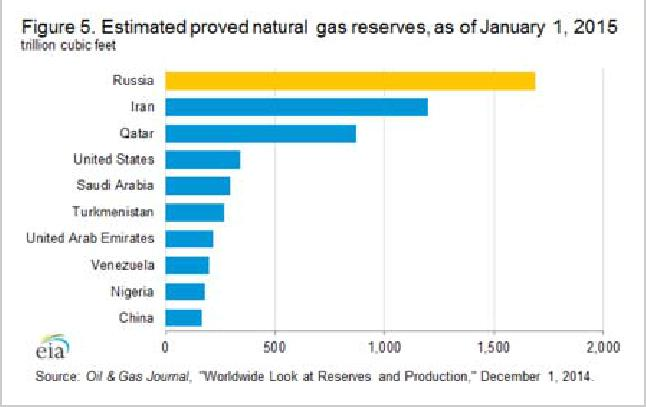 Figure 5. Estimated proved natural gas reserves, as of January 1, 2015
trillion cubic feet
Russia
Iran
Qatar
United States
Saudi Arabia
Turkmenistan
United Arab Emirates
Venezuela
Nigeria
China
0 500 1,000 1,500 2,000
eia
Source: Oil & Gas Journal, "Worldwide Look at Reserves and Production," December 1, 2014.